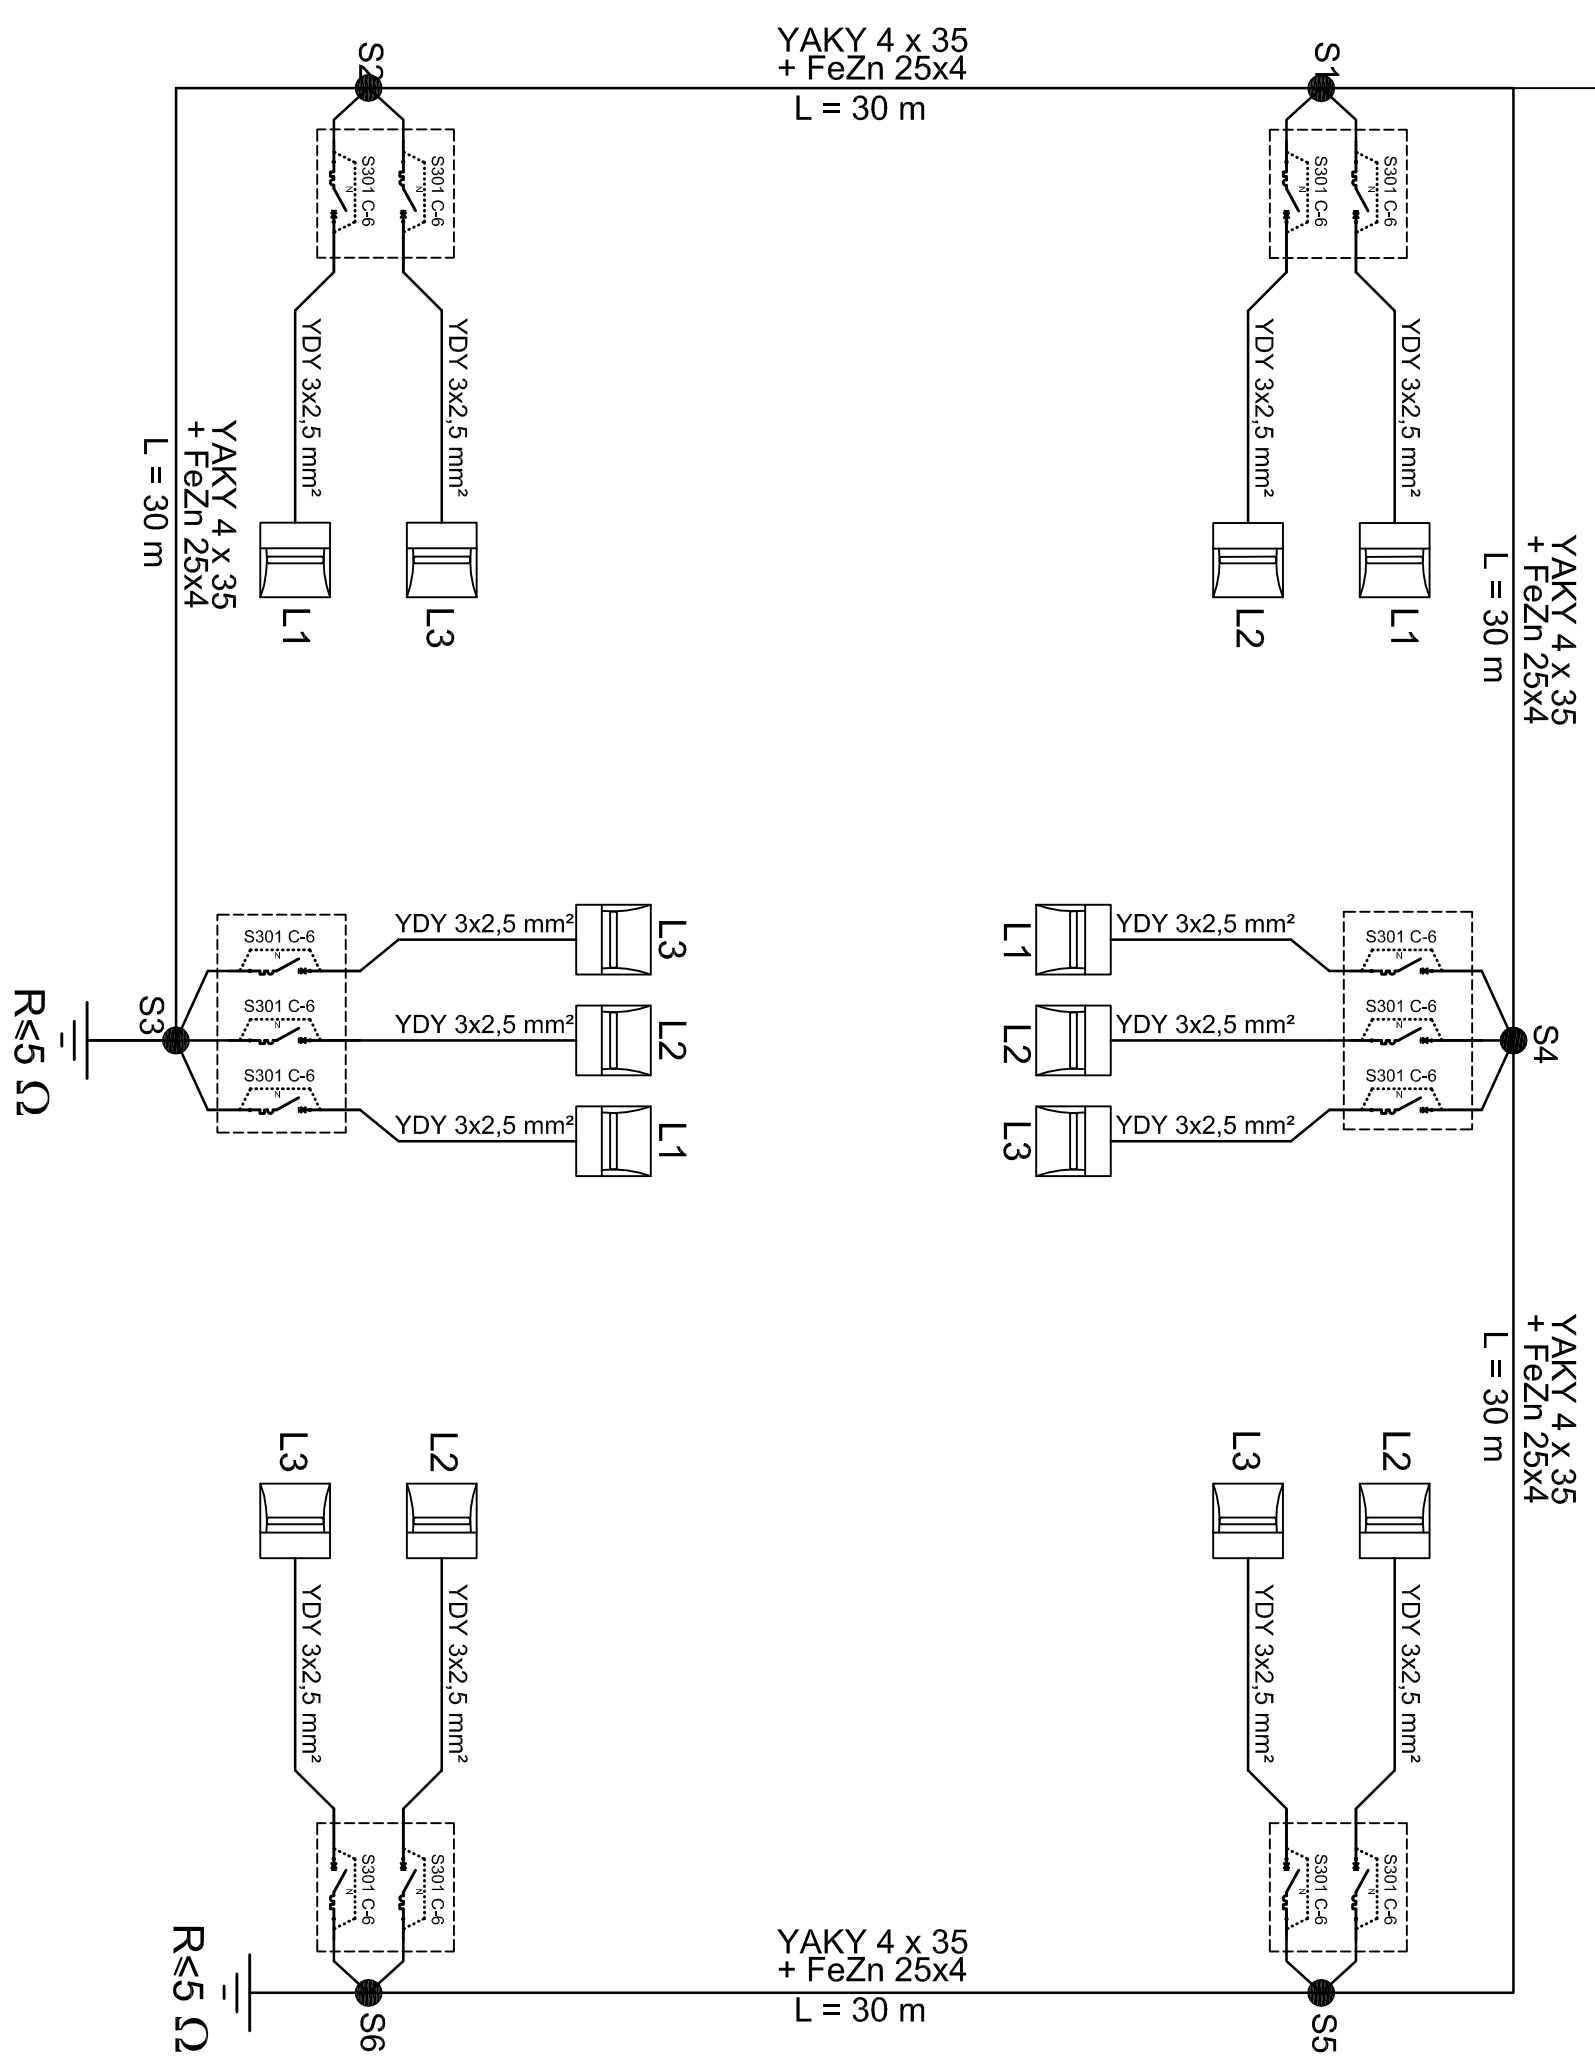 YAKY 4 x 35
+ FeZn 25x4
L = 30 m
S2
S1
S301 C-6
N
S301 C-6
N
S301 C-6
N
S301 C-6
N
YDY 3x2,5 mm²
YDY 3x2,5 mm²
YDY 3x2,5 mm²
YDY 3x2,5 mm²
L1
L3
L2
L1
YAKY 4 x 35
+ FeZn 25x4
L = 30 m
YAKY 4 x 35
+ FeZn 25x4
L = 30 m
S301 C-6
N
YDY 3x2,5 mm²
L3
S301 C-6
N
YDY 3x2,5 mm²
L2
S301 C-6
N
YDY 3x2,5 mm²
L1
S3
R≤5 Ω
L1
YDY 3x2,5 mm²
S301 C-6
N
L2
YDY 3x2,5 mm²
S301 C-6
N
L3
YDY 3x2,5 mm²
S301 C-6
N
S4
YAKY 4 x 35
+ FeZn 25x4
L = 30 m
L3
L2
L3
L2
YDY 3x2,5 mm²
YDY 3x2,5 mm²
YDY 3x2,5 mm²
YDY 3x2,5 mm²
S301 C-6
N
S301 C-6
N
S301 C-6
N
S301 C-6
N
R≤5 Ω
S6
YAKY 4 x 35
+ FeZn 25x4
L = 30 m
S5